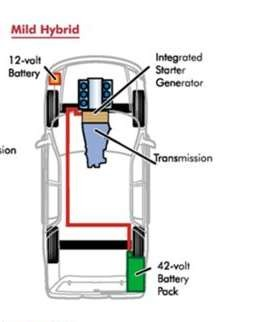 Mild Hybrid
12-volt
Battery
Integrated
Starter
Generator
sion
Transmission
42-volt
Battery
Pack